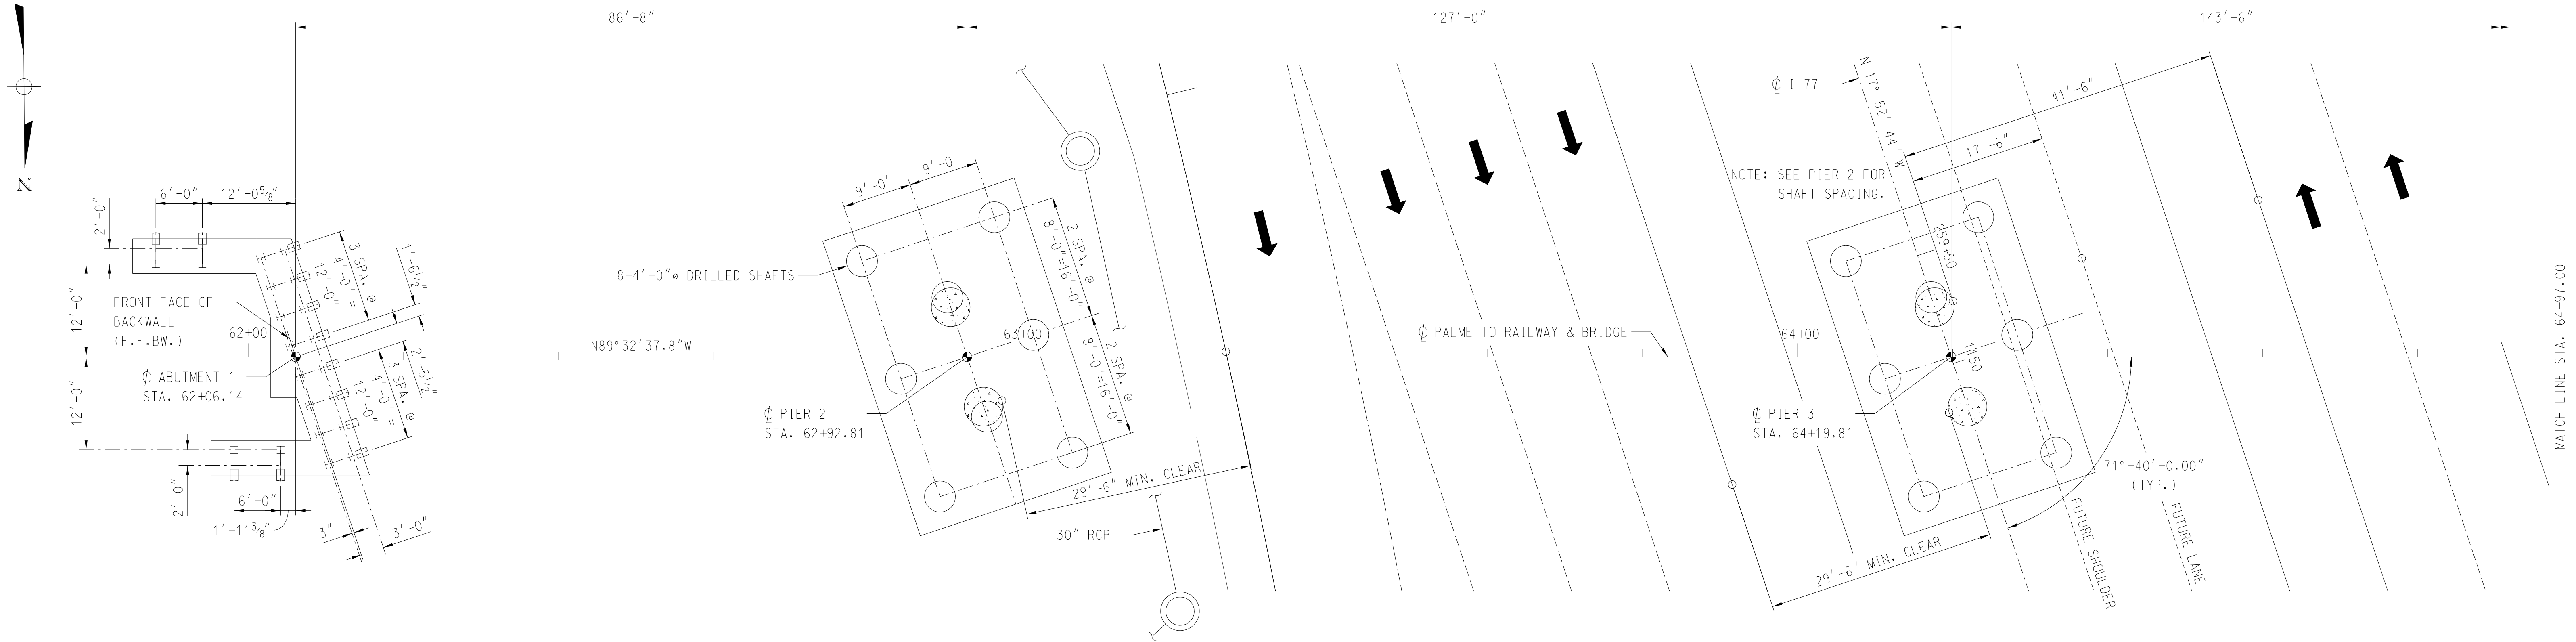 86'-8"
127'-0"
143'-6"
N
6'-0"
12'-0⅝"
2'-0"
12'-0"
12'-0"
2'-0"
6'-0"
1'-11⅜"
3"
3'-0"
FRONT FACE OF
BACKWALL
(F.F.BW.)
62+00
℄ ABUTMENT 1
STA. 62+06.14
3 SPA. @
4'-0" =
12'-0"
1'-6½"
2'-5½"
3 SPA. @
4'-0" =
12'-0"
N89°32'37.8"W
8-4'-0"ø DRILLED SHAFTS
9'-0"
9'-0"
2 SPA. @
8'-0"=16'-0"
2 SPA. @
8'-0"=16'-0"
63+00
℄ PIER 2
STA. 62+92.81
29'-6" MIN. CLEAR
30" RCP
℄ PALMETTO RAILWAY & BRIDGE
64+00
℄ I-77
N 17° 52' 44" W
NOTE: SEE PIER 2 FOR
SHAFT SPACING.
41'-6"
17'-6"
259+50
℄ PIER 3
STA. 64+19.81
29'-6" MIN. CLEAR
71°-40'-0.00"
(TYP.)
FUTURE SHOULDER
FUTURE LANE
MATCH LINE STA. 64+97.00